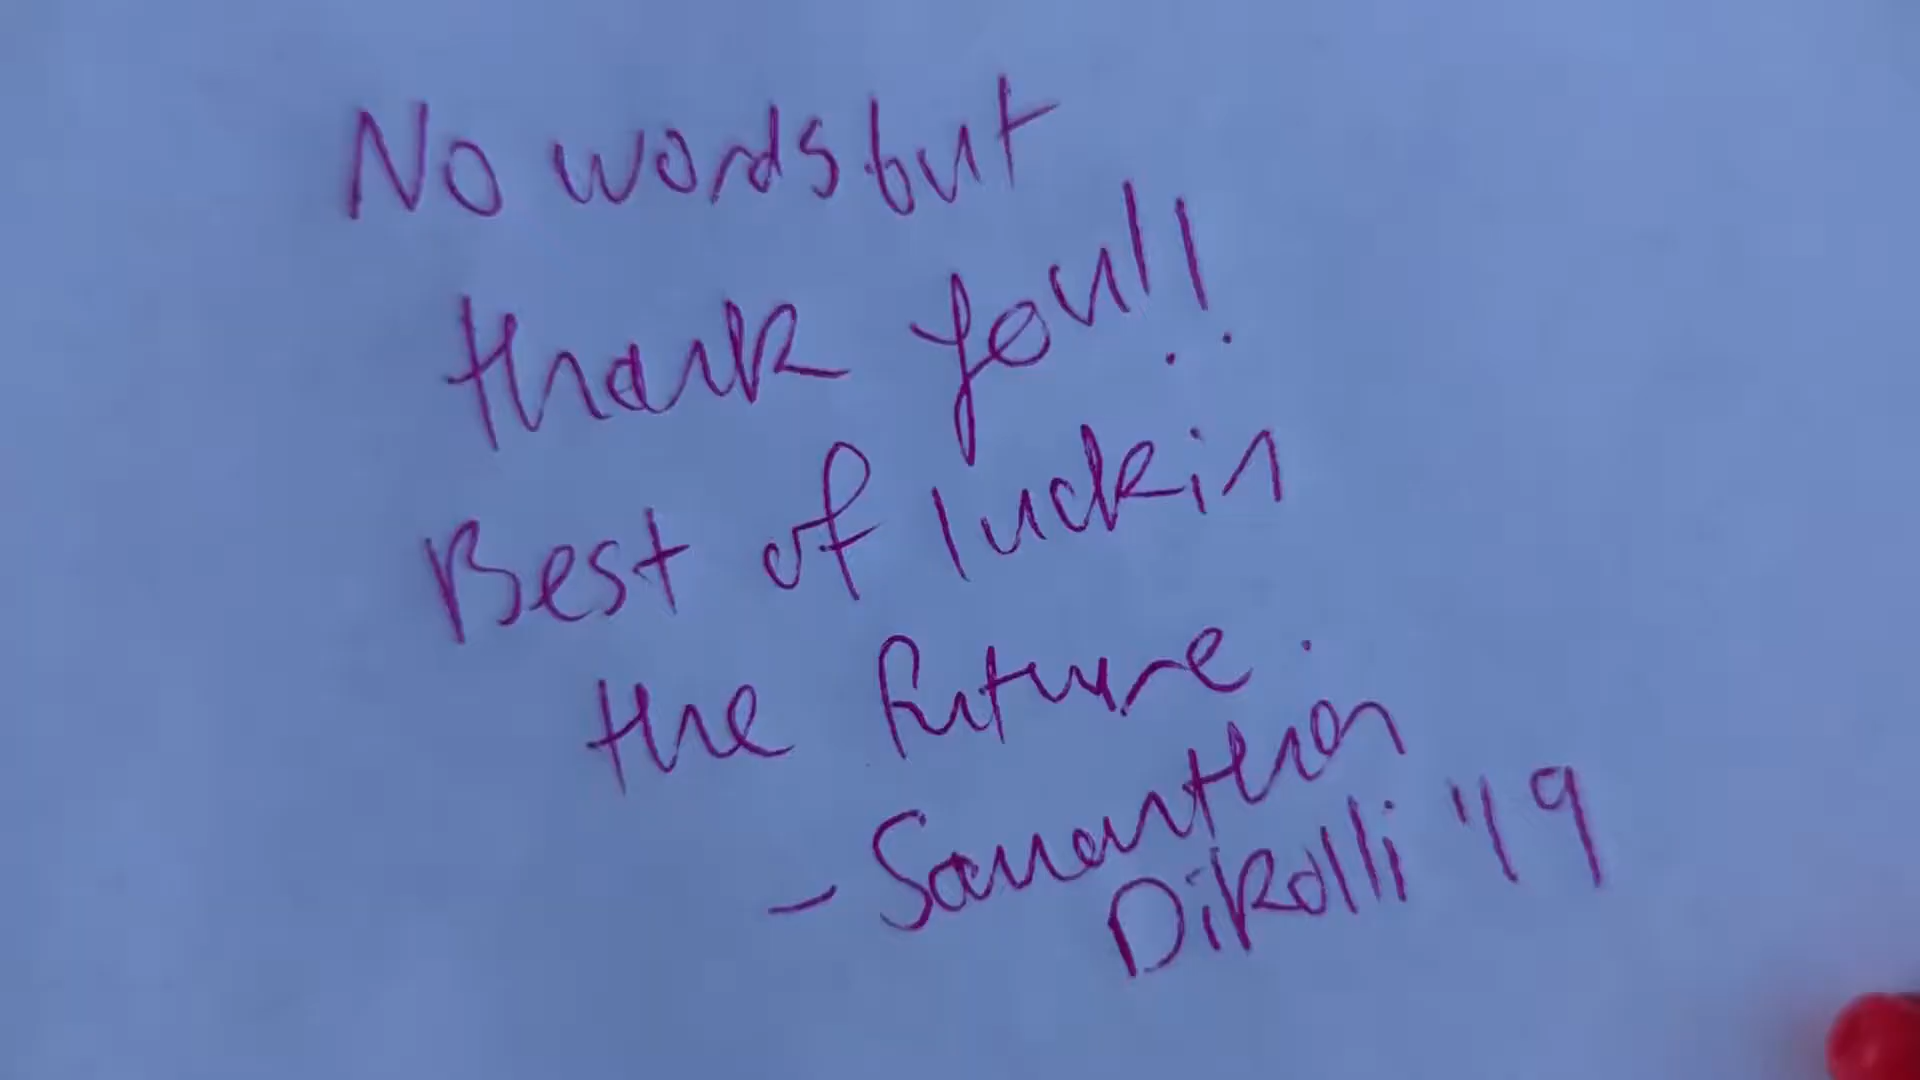 No words but
thank you!!
Best of luck in
the future.
- Samantha
DiRolli '19